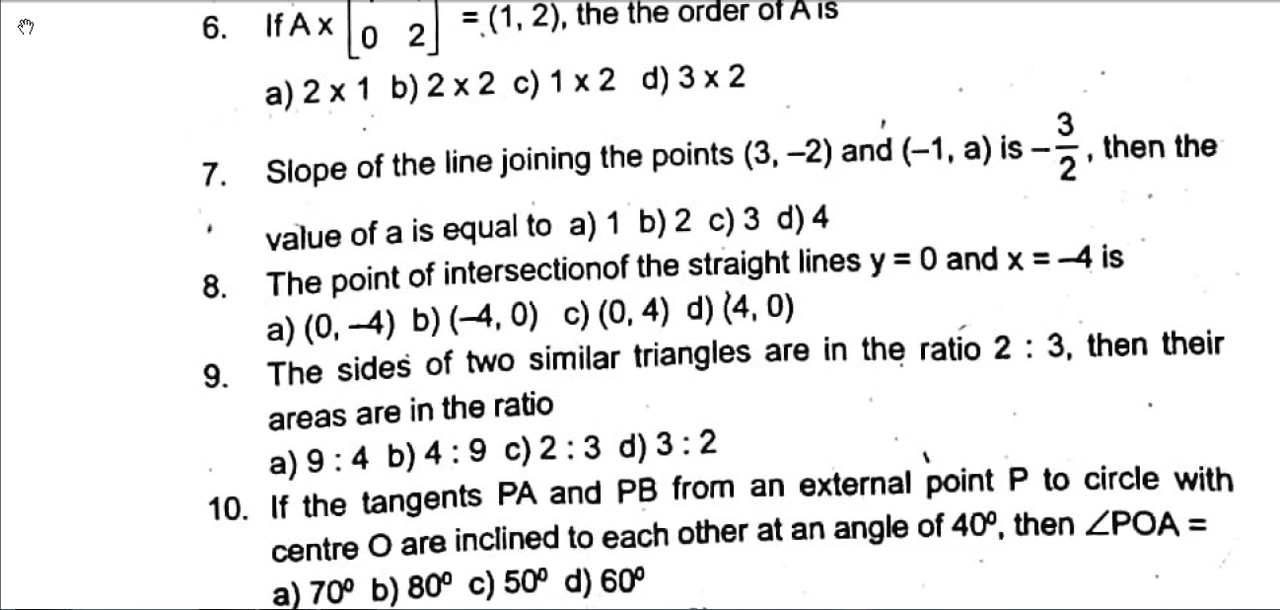 6. If A x [0 2] = (1, 2), the the order of A is
a) 2 x 1 b) 2 x 2 c) 1 x 2 d) 3 x 2
7. Slope of the line joining the points (3, –2) and (–1, a) is –3/2, then the
value of a is equal to a) 1 b) 2 c) 3 d) 4
8. The point of intersectionof the straight lines y = 0 and x = –4 is
a) (0, –4) b) (–4, 0) c) (0, 4) d) (4, 0)
9. The sides of two similar triangles are in the ratio 2 : 3, then their
areas are in the ratio
a) 9 : 4 b) 4 : 9 c) 2 : 3 d) 3 : 2
10. If the tangents PA and PB from an external point P to circle with
centre O are inclined to each other at an angle of 40º, then ∠POA =
a) 70º b) 80º c) 50º d) 60º